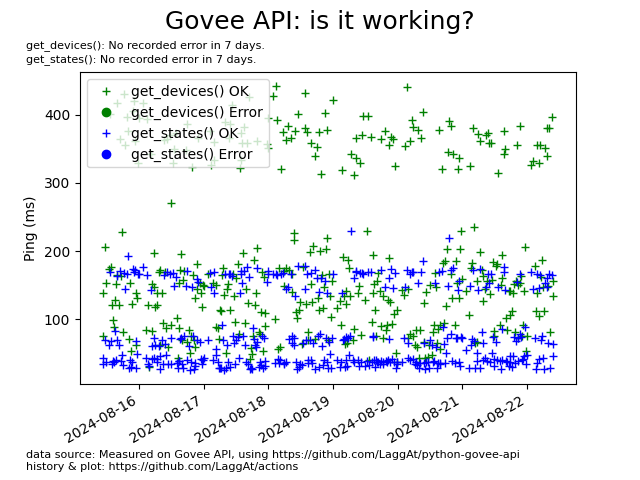 Govee API: is it working?
get_devices(): No recorded error in 7 days.
get_states(): No recorded error in 7 days.
get_devices() OK
get_devices() Error
get_states() OK
get_states() Error
Ping (ms)
400
300
200
100
2024-08-16
2024-08-17
2024-08-18
2024-08-19
2024-08-20
2024-08-21
2024-08-22
data source: Measured on Govee API, using https://github.com/LaggAt/python-govee-api
history & plot: https://github.com/LaggAt/actions